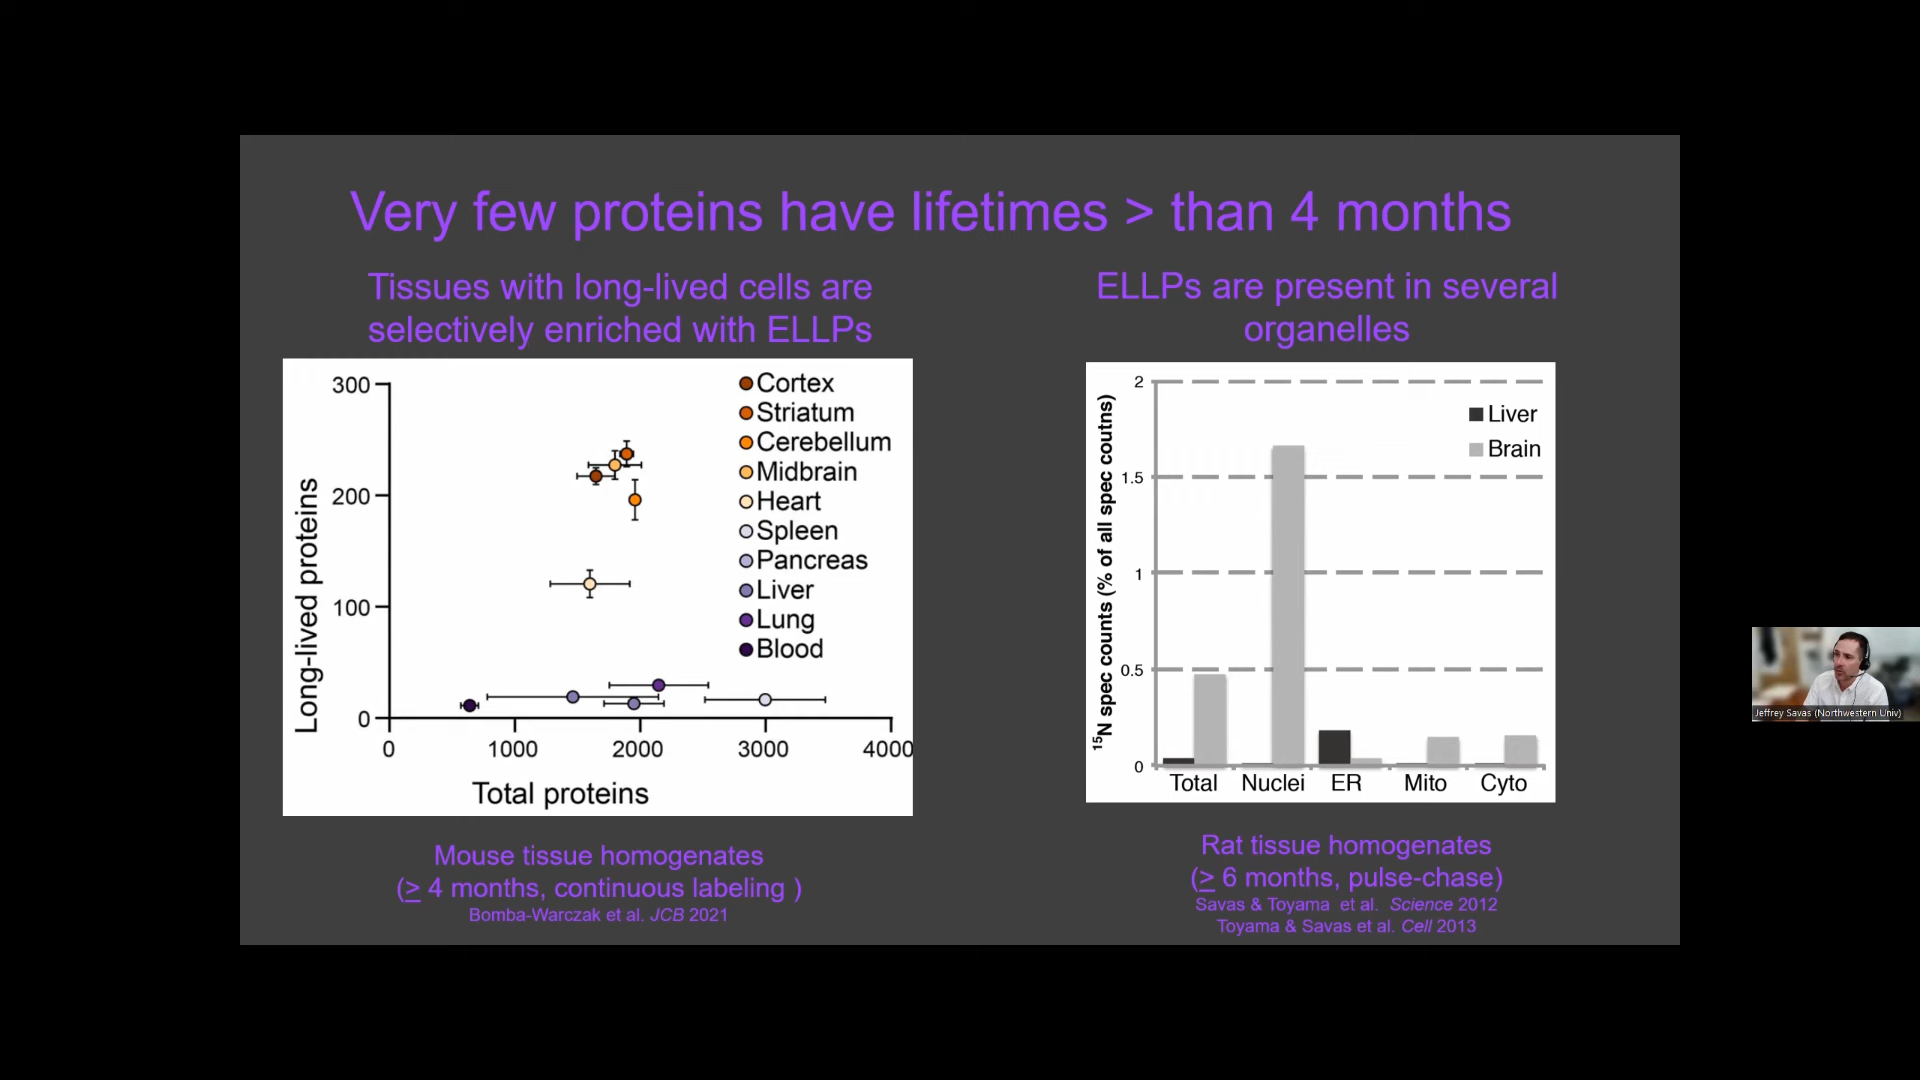 Very few proteins have lifetimes > than 4 months
Tissues with long-lived cells are
selectively enriched with ELLPs
300
200
100
0
Long-lived proteins
0 1000 2000 3000 4000
Total proteins
Cortex
Striatum
Cerebellum
Midbrain
Heart
Spleen
Pancreas
Liver
Lung
Blood
Mouse tissue homogenates
(≥ 4 months, continuous labeling )
Bomba-Warczak et al. JCB 2021
ELLPs are present in several
organelles
2
1.5
1
0.5
0
15N spec counts (% of all spec coutns)
Liver
Brain
Total Nuclei ER Mito Cyto
Rat tissue homogenates
(≥ 6 months, pulse-chase)
Savas & Toyama et al. Science 2012
Toyama & Savas et al. Cell 2013
Jeffrey Savas (Northwestern Univ)